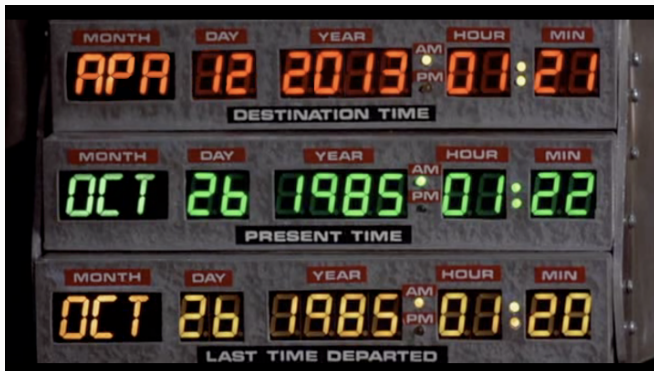 MONTH DAY YEAR AM HOUR MIN
APR 12 2013 PM 01:21
DESTINATION TIME
MONTH DAY YEAR AM HOUR MIN
OCT 26 1985 PM 01:22
PRESENT TIME
MONTH DAY YEAR AM HOUR MIN
OCT 26 1985 PM 01:20
LAST TIME DEPARTED